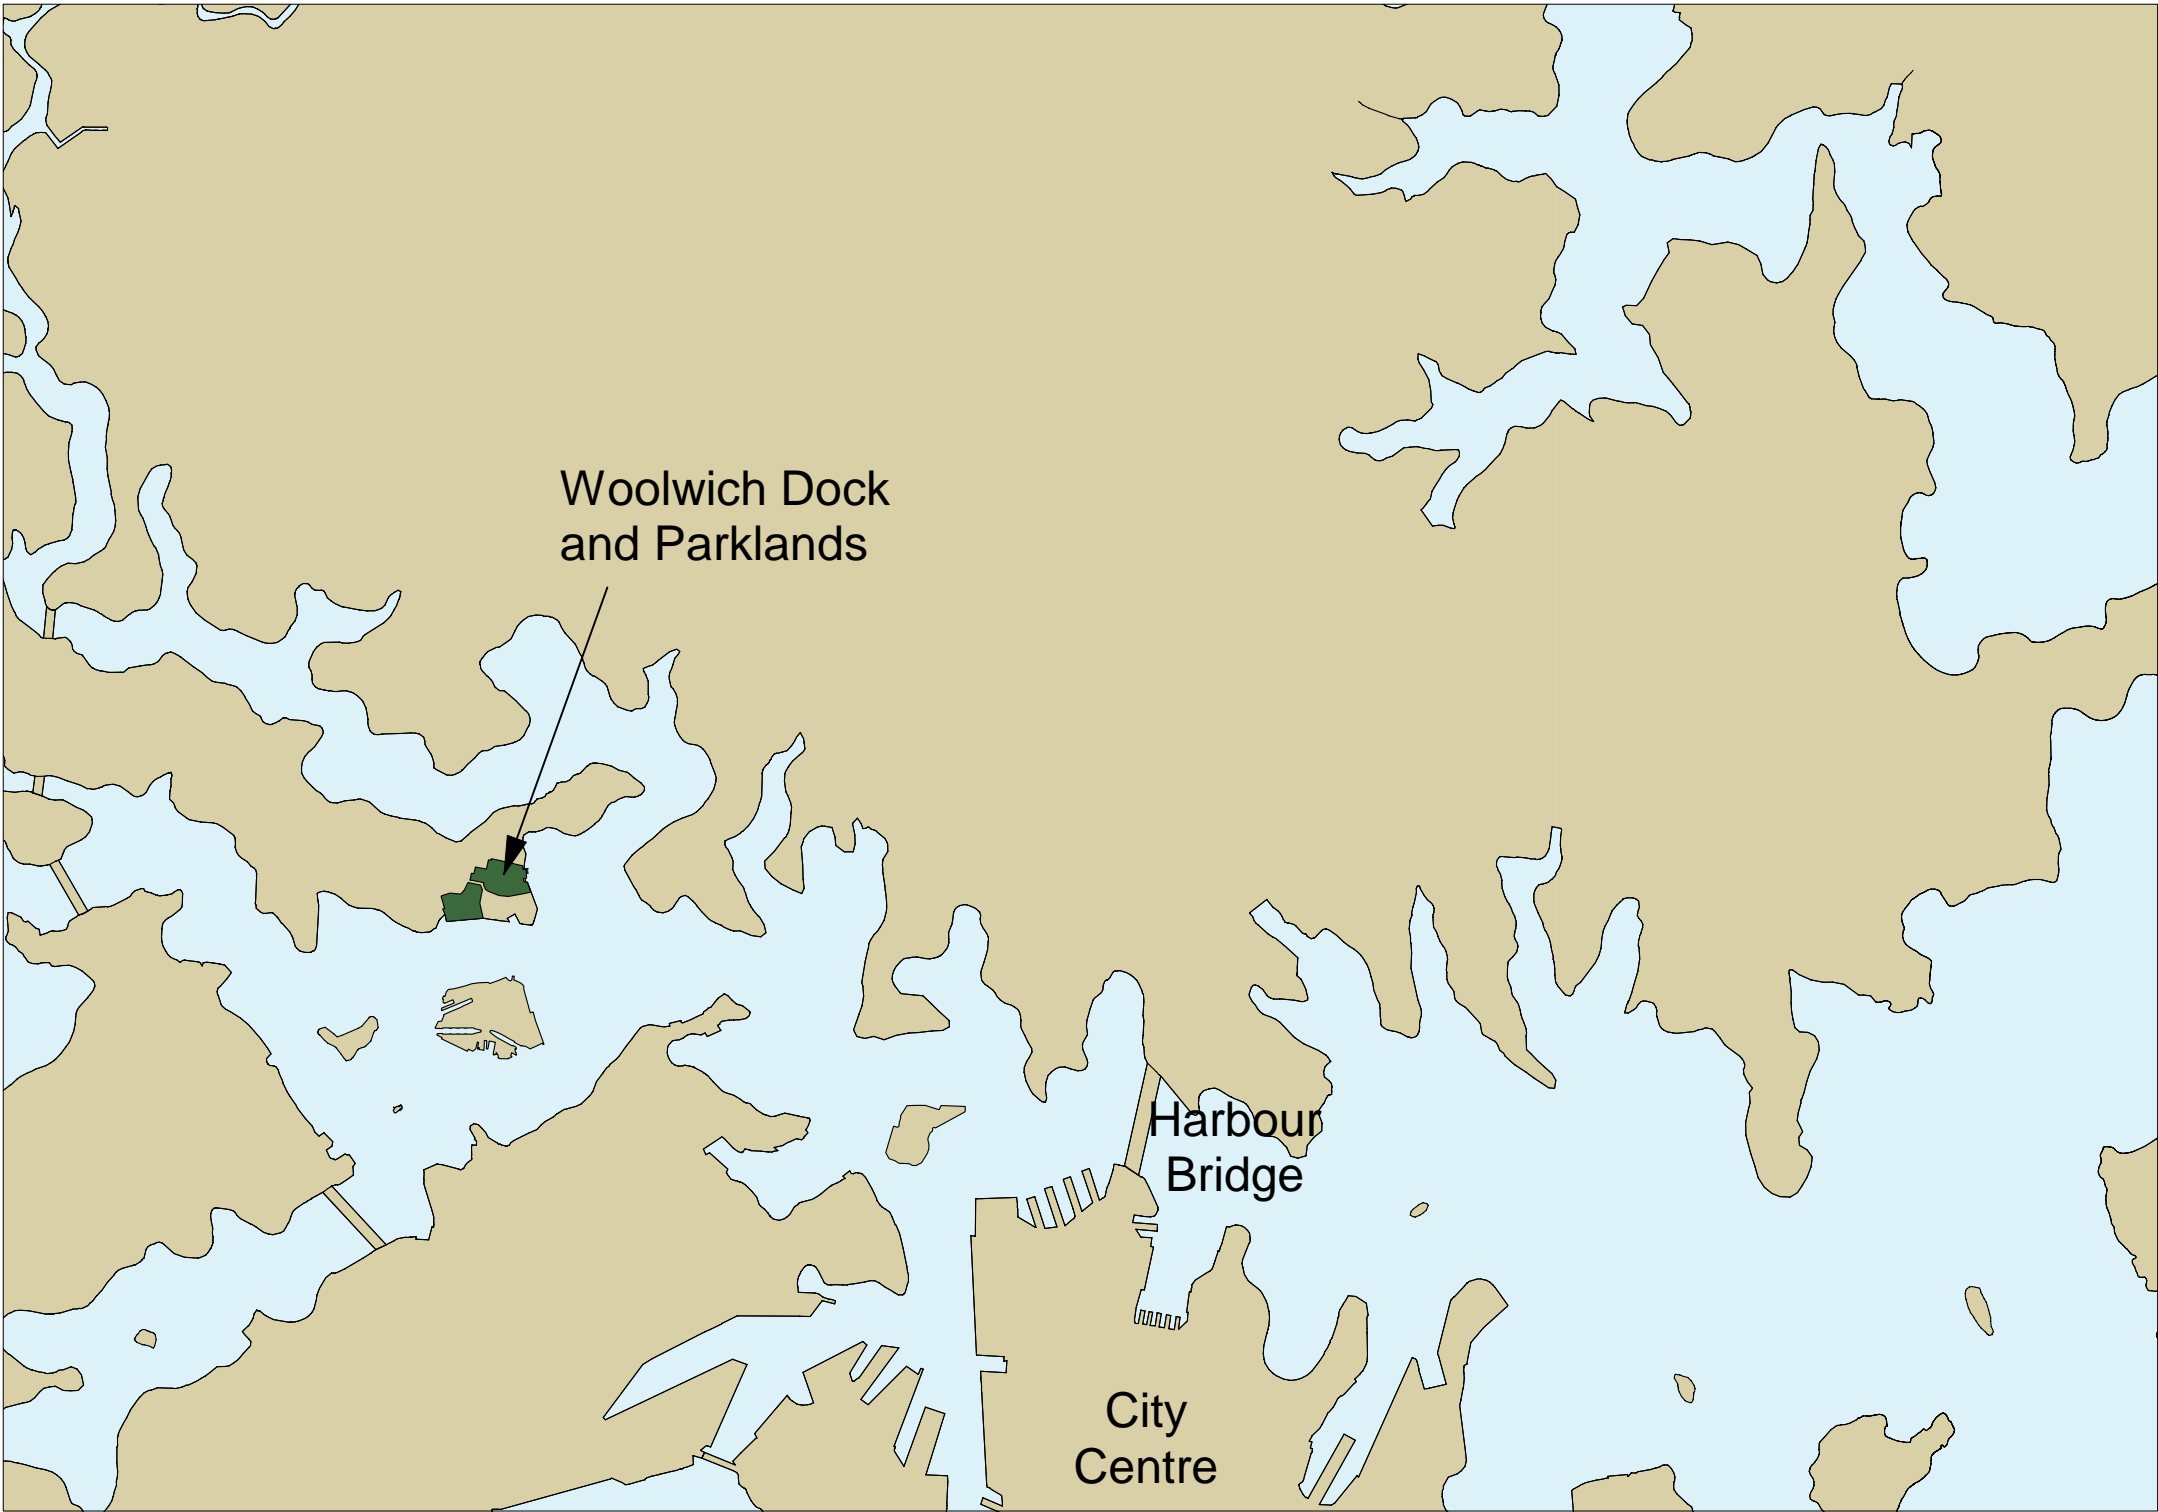 Woolwich Dock
and Parklands
Harbour
Bridge
City
Centre